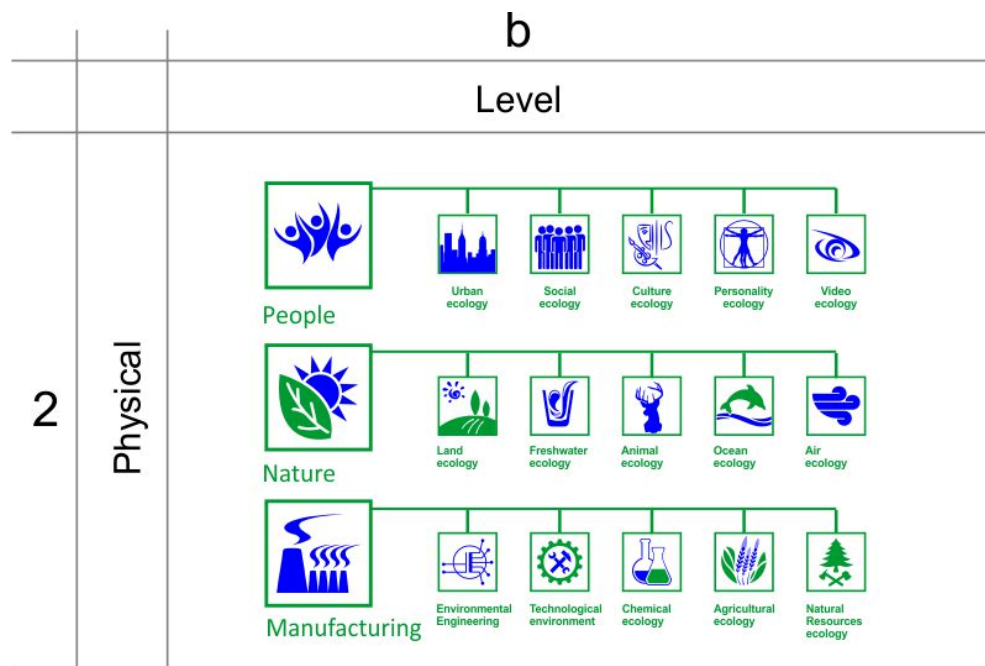 b
Level
2
Physical
People
Urban
ecology
Social
ecology
Culture
ecology
Personality
ecology
Video
ecology
Nature
Land
ecology
Freshwater
ecology
Animal
ecology
Ocean
ecology
Air
ecology
Manufacturing
Environmental
Engineering
Technological
environment
Chemical
ecology
Agricultural
ecology
Natural
Resources
ecology